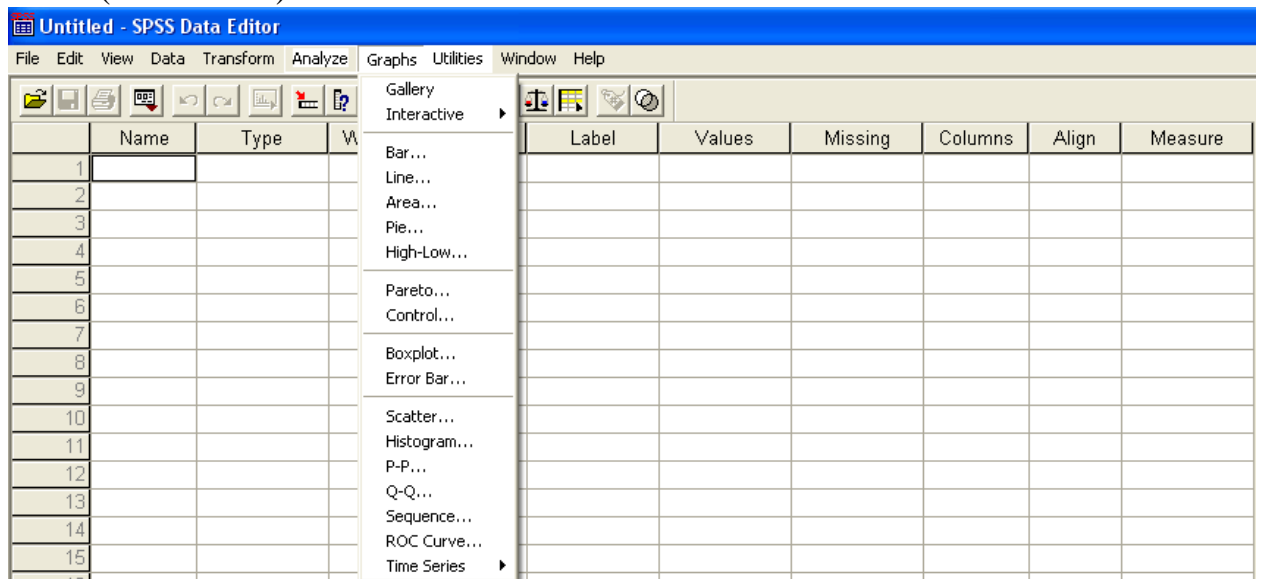 Untitled - SPSS Data Editor
File Edit View Data Transform Analyze Graphs Utilities Window Help
Gallery
Interactive
Name Type W Label Values Missing Columns Align Measure
Bar...
Line...
Area...
Pie...
High-Low...
Pareto...
Control...
Boxplot...
Error Bar...
Scatter...
Histogram...
P-P...
Q-Q...
Sequence...
ROC Curve...
Time Series
1
2
3
4
5
6
7
8
9
10
11
12
13
14
15